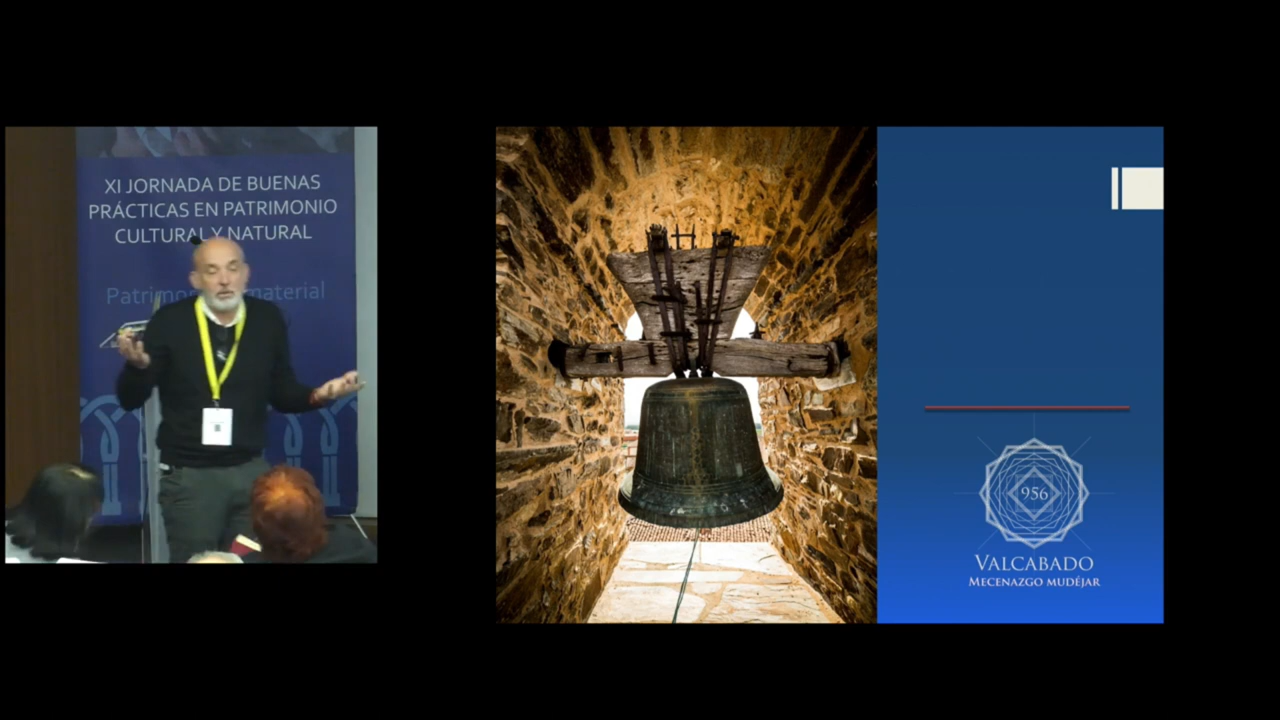 XI JORNADA DE BUENAS
PRÁCTICAS EN PATRIMONIO
CULTURAL Y NATURAL
956
VALCABADO
MECENAZGO MUDÉJAR